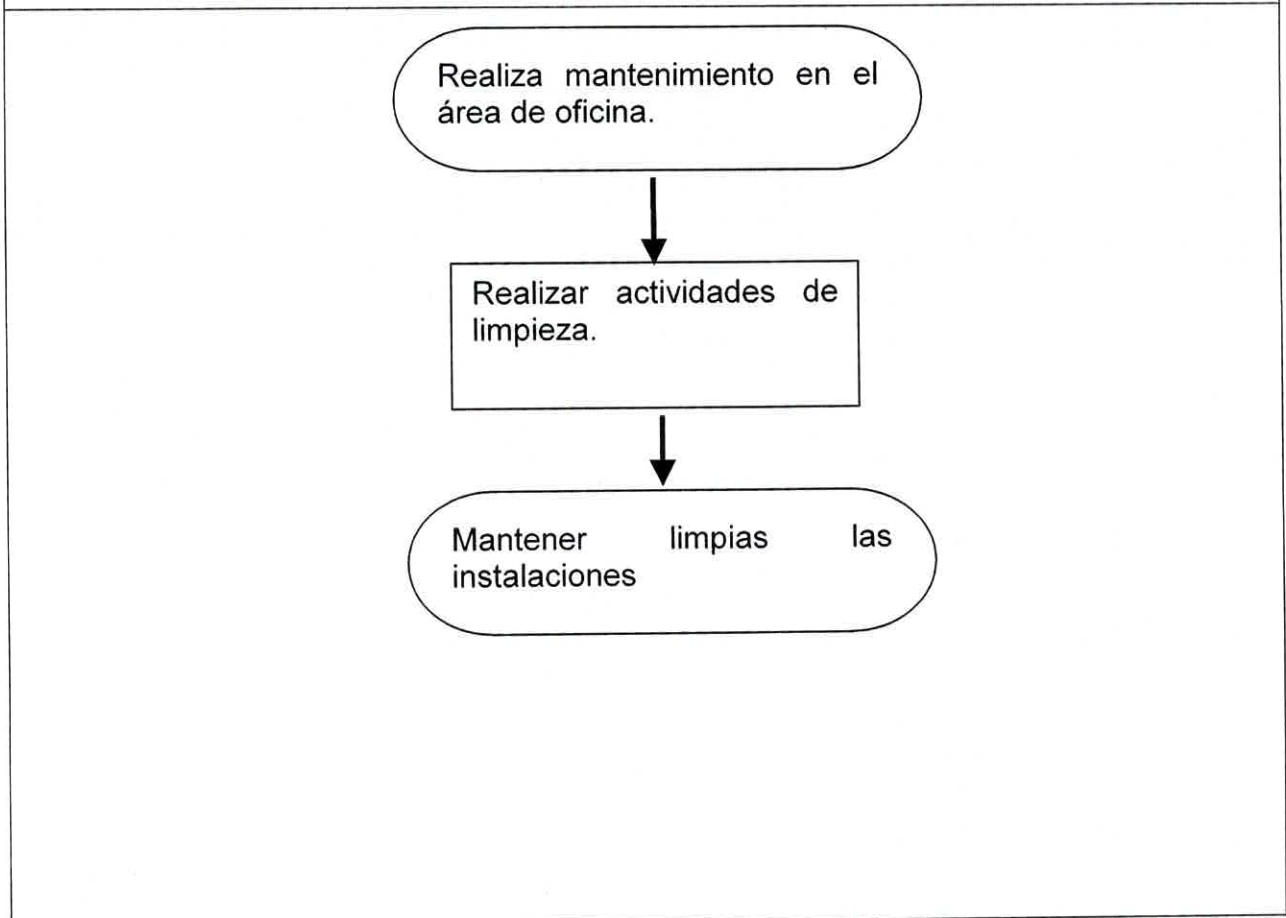 Realiza mantenimiento en el
área de oficina.
Realizar actividades de
limpieza.
Mantener limpias las
instalaciones